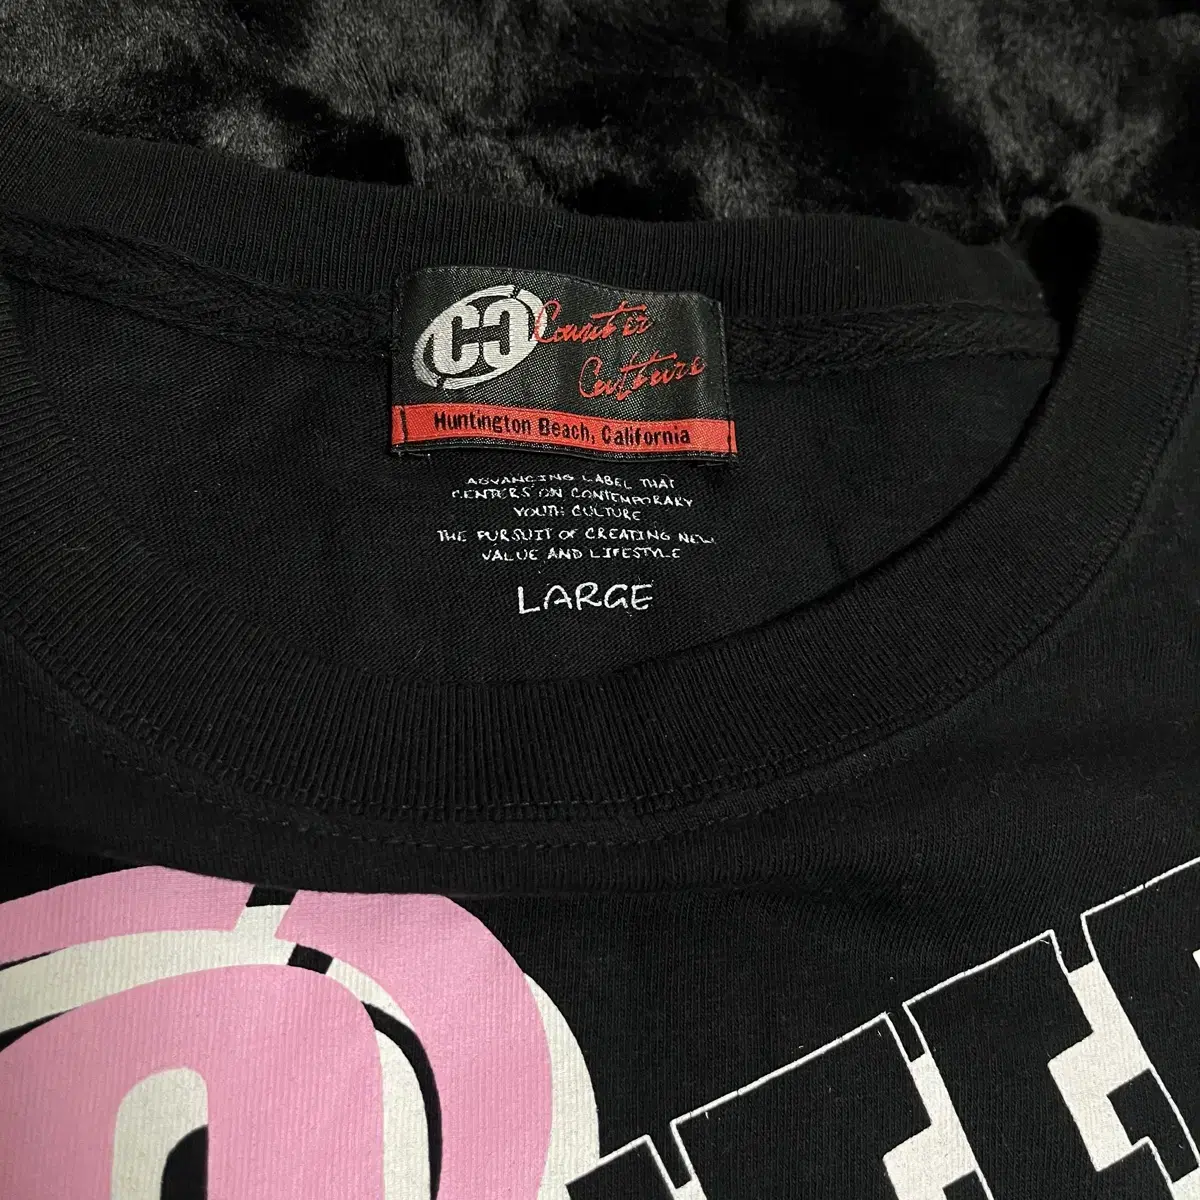 CC Counter
Culture
Huntington Beach, California
ADVANCING LABEL THAT
CENTERS ON CONTEMPORARY
YOUTH CULTURE
THE PURSUIT OF CREATING NEW
VALUE AND LIFESTYLE
LARGE